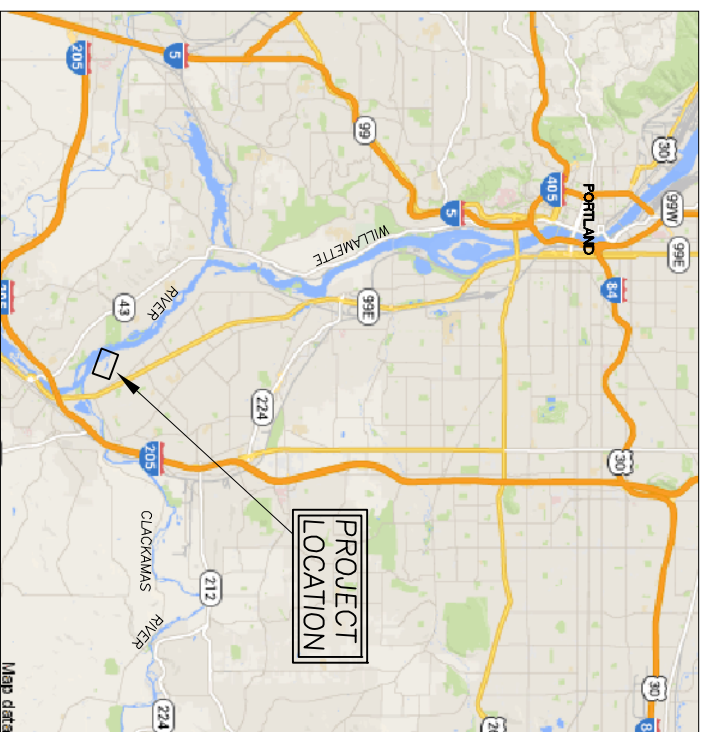 99E
99W
30
30
30
84
PORTLAND
405
5
99
99E
WILLAMETTE
RIVER
PROJECT
LOCATION
224
212
5
224
205
CLACKAMAS
RIVER
43
205
Map data